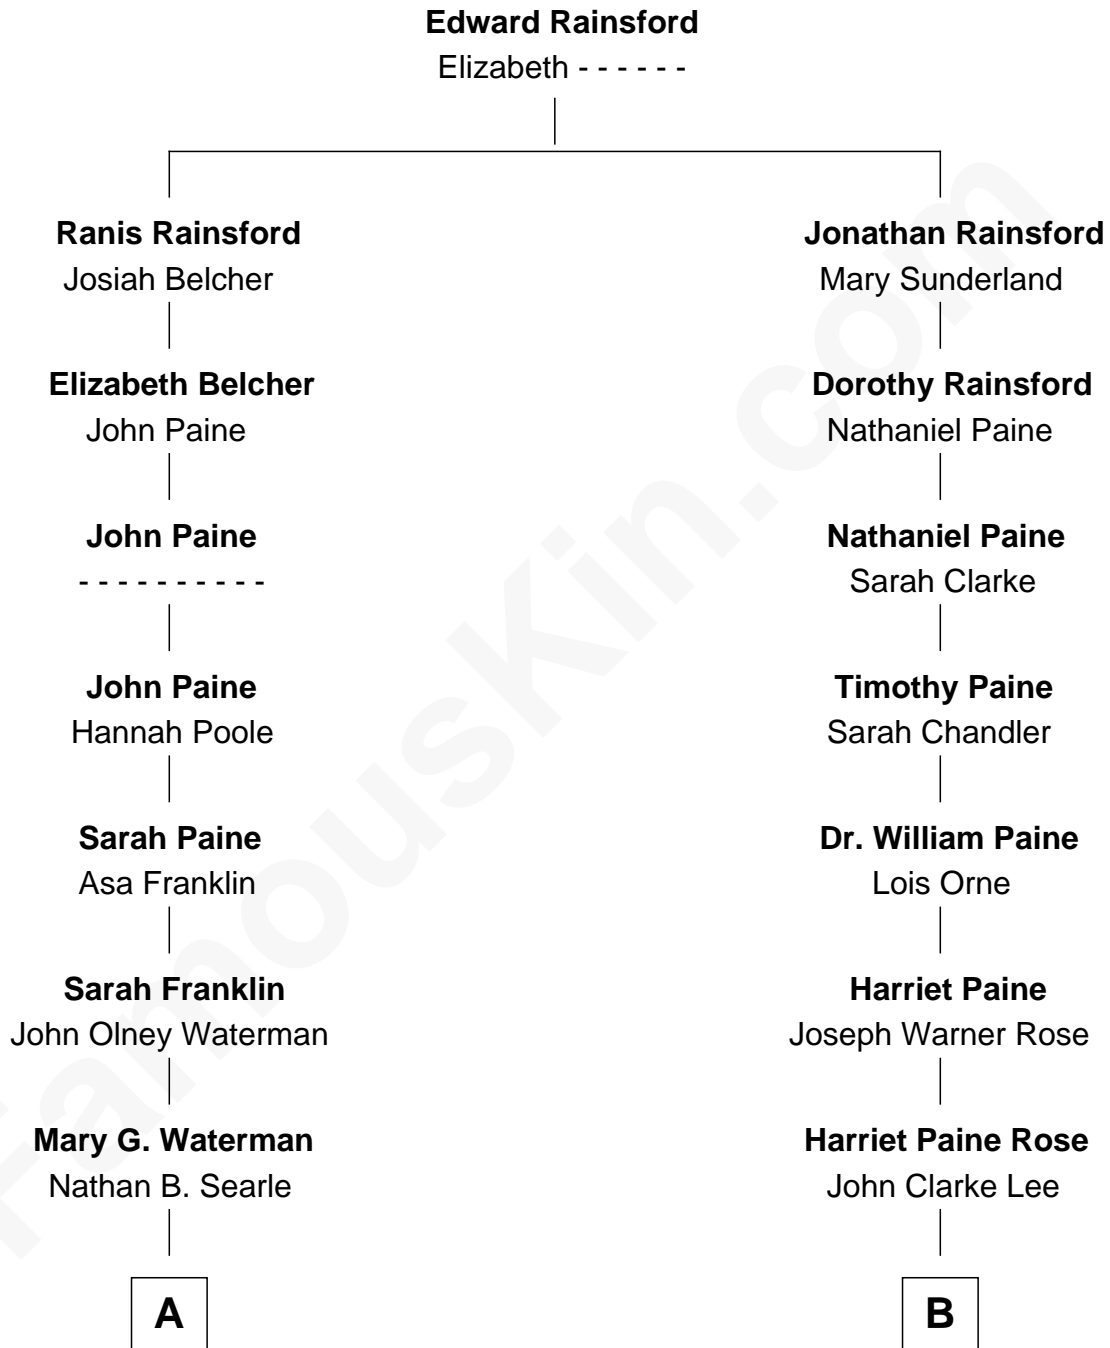 Edward Rainsford
Elizabeth - - - - - -
Ranis Rainsford
Josiah Belcher
Jonathan Rainsford
Mary Sunderland
Elizabeth Belcher
John Paine
Dorothy Rainsford
Nathaniel Paine
John Paine
- - - - - - - - - -
Nathaniel Paine
Sarah Clarke
John Paine
Hannah Poole
Timothy Paine
Sarah Chandler
Sarah Paine
Asa Franklin
Dr. William Paine
Lois Orne
Sarah Franklin
John Olney Waterman
Harriet Paine
Joseph Warner Rose
Mary G. Waterman
Nathan B. Searle
Harriet Paine Rose
John Clarke Lee
A
B
FamousKin.com